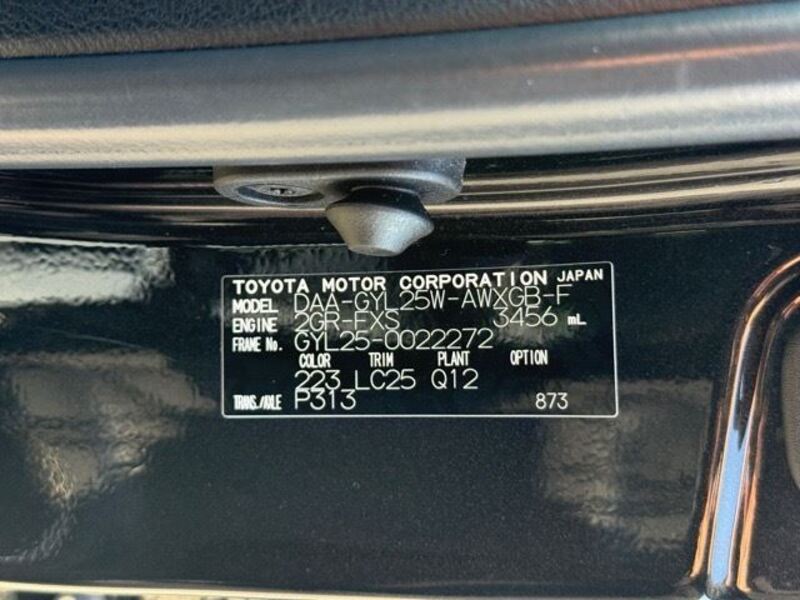 TOYOTA MOTOR CORPORATION JAPAN
MODEL DAA-GYL25W-AWXGB-F
ENGINE 2GR-FXS 3456 mL
FRAME No. GYL25-0022272
COLOR TRIM PLANT OPTION
223 LC25 Q12
TRANS./AXLE P313 873